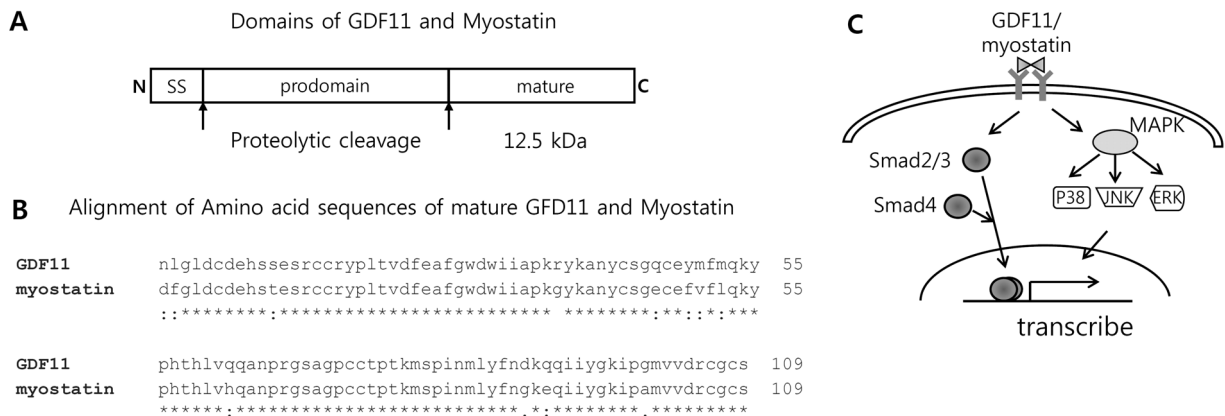 A
Domains of GDF11 and Myostatin
N SS prodomain mature C
Proteolytic cleavage 12.5 kDa
B Alignment of Amino acid sequences of mature GFD11 and Myostatin
GDF11 nlgldcdehssesrccrypltvdfeafgwdwiiapkrykanycsgqceymfmqky 55
myostatin dfgldcdehstesrccrypltvdfeafgwdwiiapkgykanycsgecefvflqky 55
::********:************************* ********:**::*:***
GDF11 phthlvqqanprgsagpcctptkmspinmlyfndkqqiiygkipgmvvdrcgcs 109
myostatin phthlvhqanprgsagpcctptkmspinmlyfngkeqiiygkipamvvdrcgcs 109
******:**************************.*:********.*********
C
GDF11/
myostatin
MAPK
Smad2/3
P38 JNK ERK
Smad4
transcribe